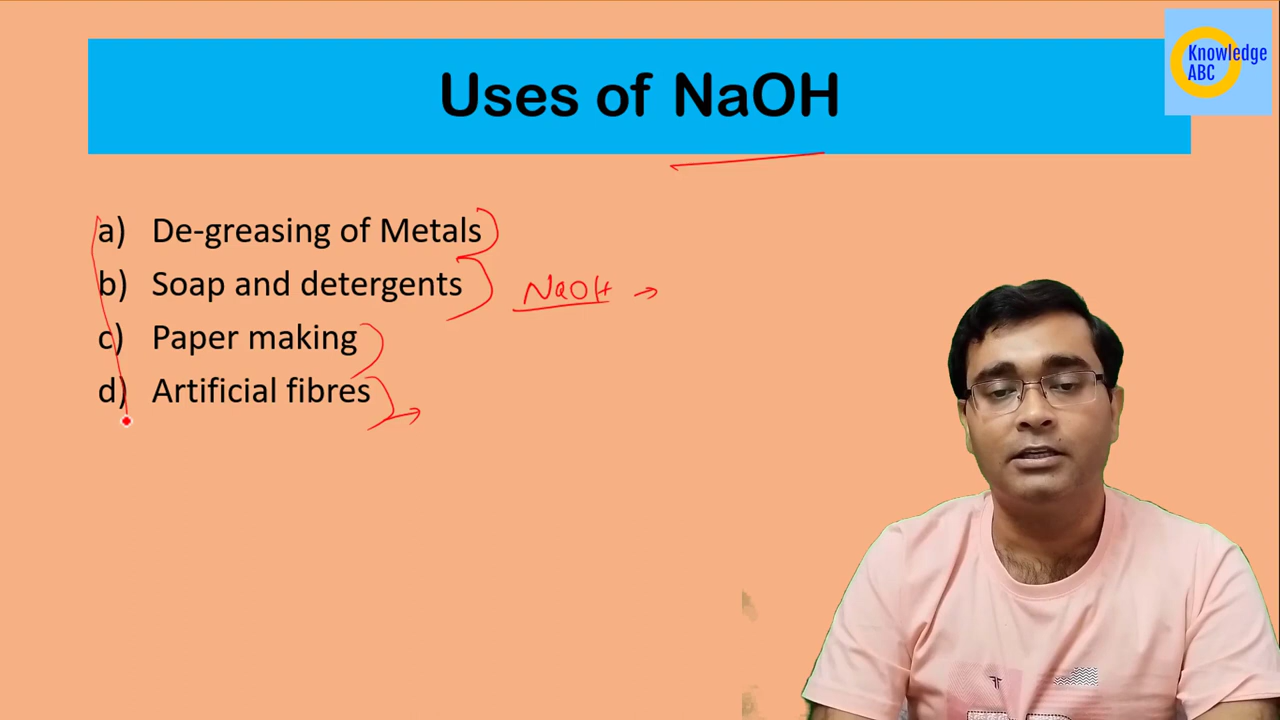 Knowledge
ABC
Uses of NaOH
a) De-greasing of Metals
b) Soap and detergents
NaOH →
c) Paper making
d) Artificial fibres